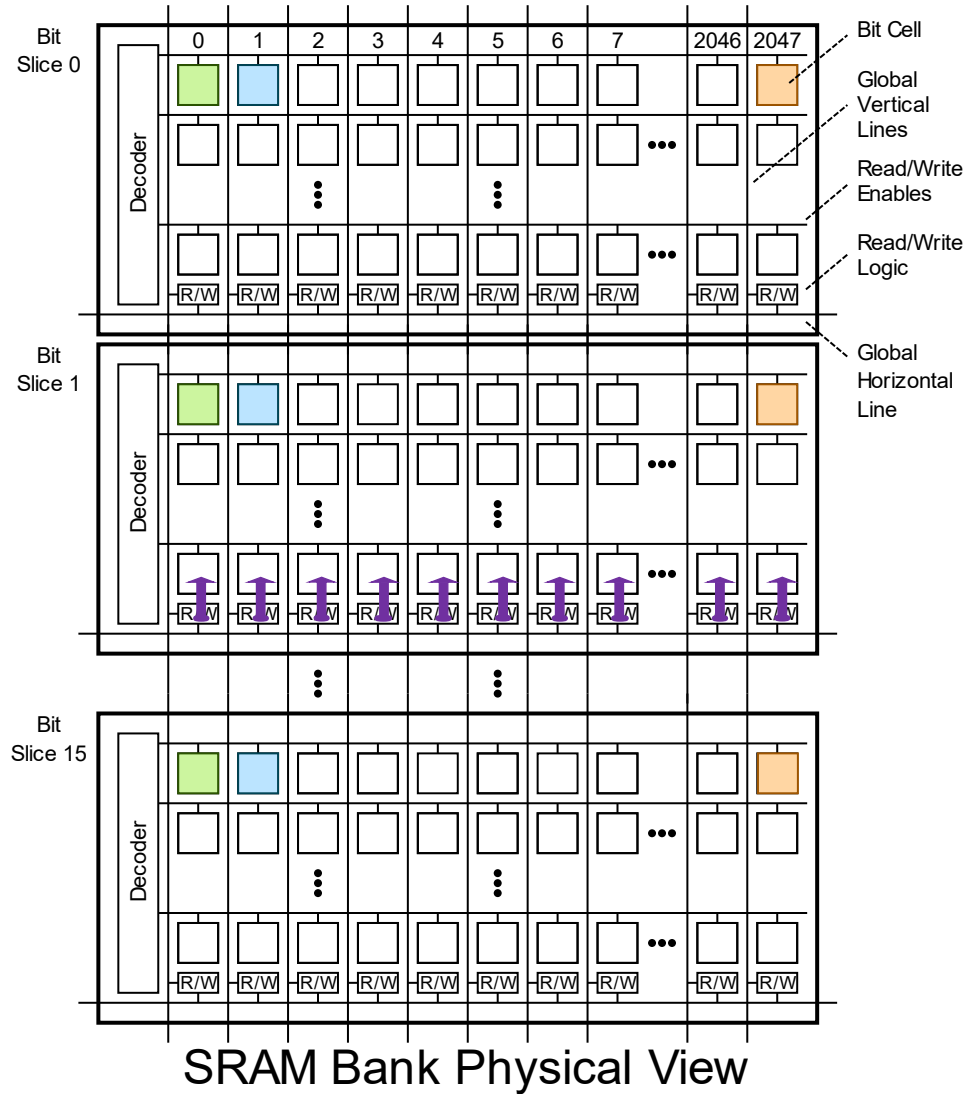 Bit
Slice 0
Decoder
0 1 2 3 4 5 6 7 2046 2047
R/W R/W R/W R/W R/W R/W R/W R/W R/W R/W
Bit Cell
Global
Vertical
Lines
Read/Write
Enables
Read/Write
Logic
Global
Horizontal
Line
Bit
Slice 1
Decoder
R/W R/W R/W R/W R/W R/W R/W R/W R/W R/W
Bit
Slice 15
Decoder
R/W R/W R/W R/W R/W R/W R/W R/W R/W R/W
SRAM Bank Physical View